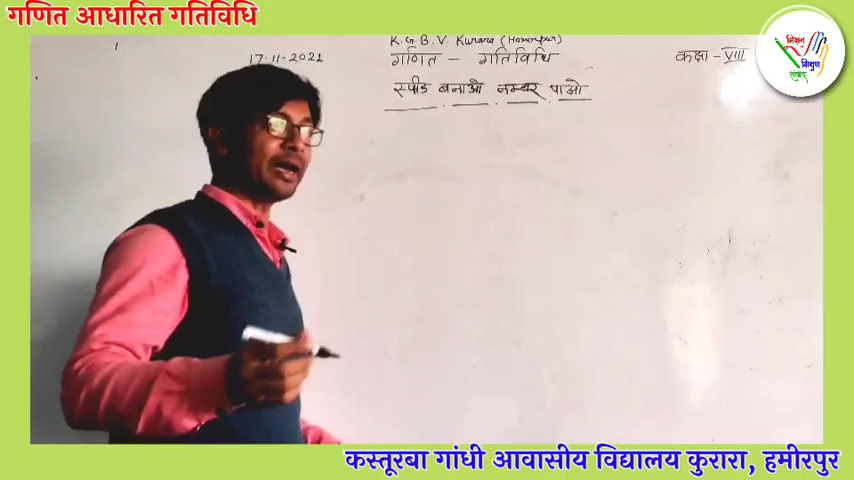 गणित आधारित गतिविधि
K.G.B.V. Kurara (Hamirpur)
17-11-2021
गणित - गतिविधि
कक्षा - VIII
स्पीड बनाओ नम्बर पाओ
मिशन
शिक्षण
संवाद
कस्तूरबा गांधी आवासीय विद्यालय कुरारा, हमीरपुर